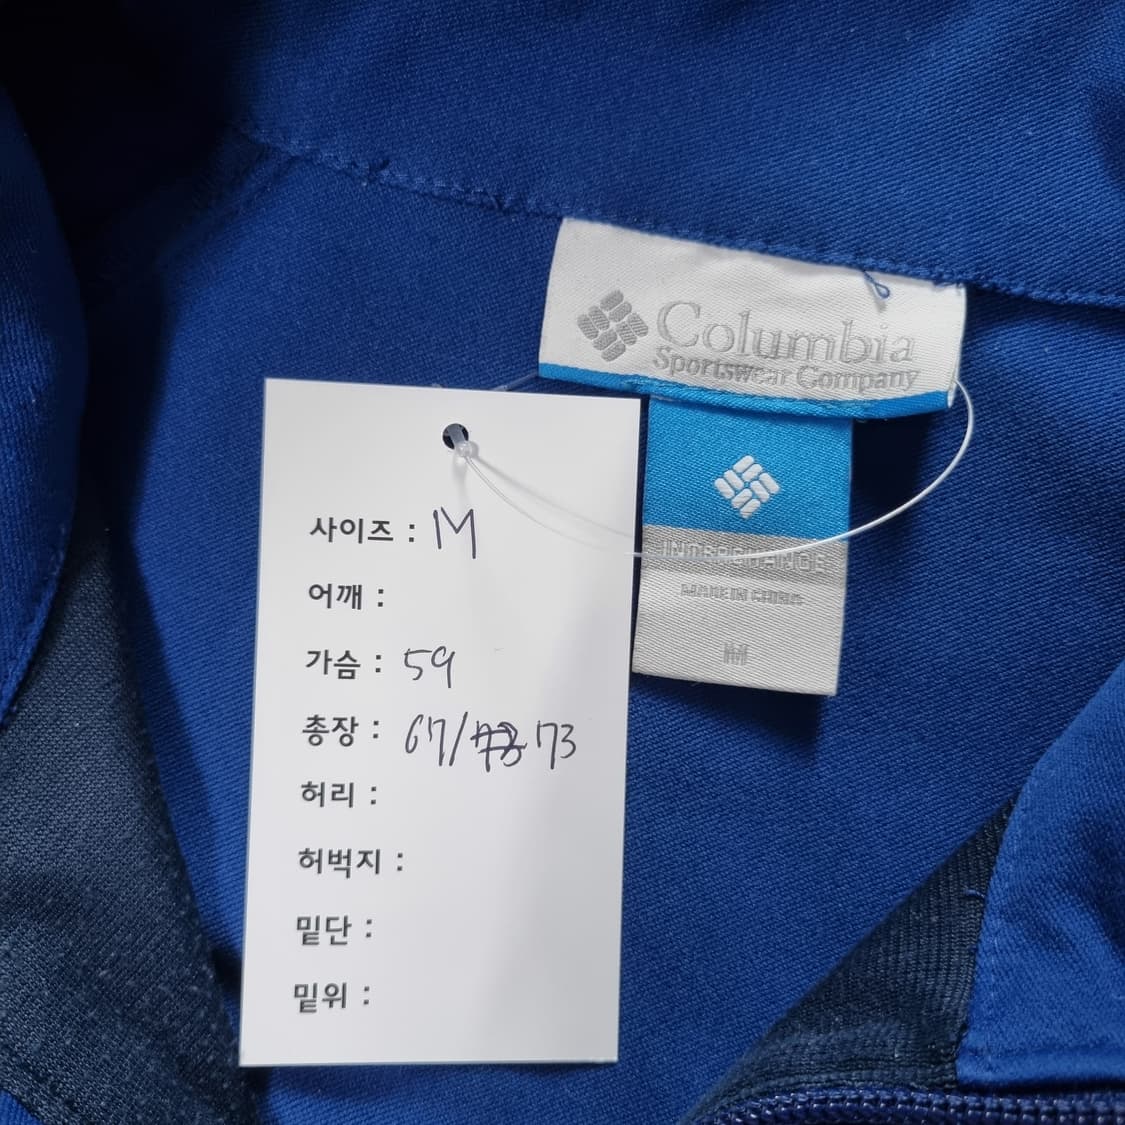 Columbia
Sportswear Company
INTERCHANGE
MADE IN CHINA
M
사이즈 : M
어깨 :
가슴 : 59
총장 : 67/ 73
허리 :
허벅지 :
밑단 :
밑위 :